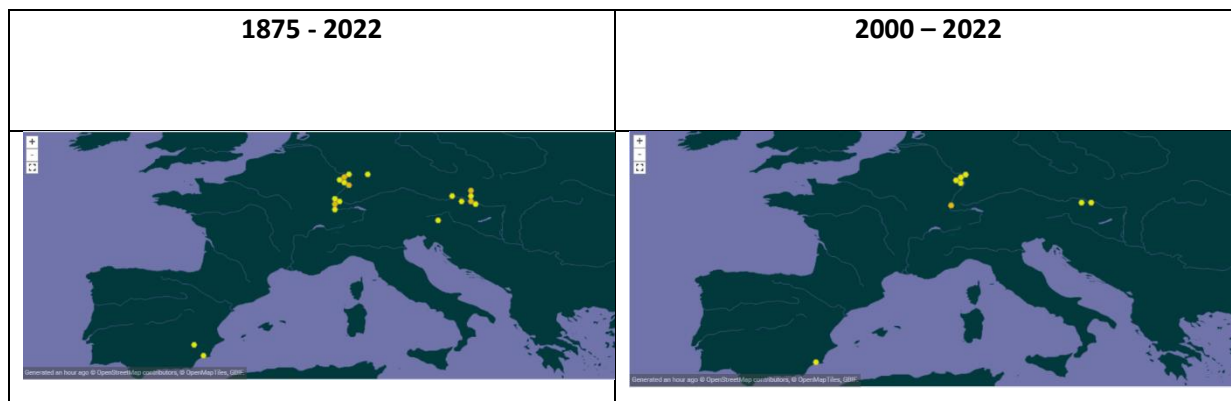 1875 - 2022
2000 – 2022
+
-
Generated an hour ago © OpenStreetMap contributors, © OpenMapTiles, GBIF.
+
-
Generated an hour ago © OpenStreetMap contributors, © OpenMapTiles, GBIF.